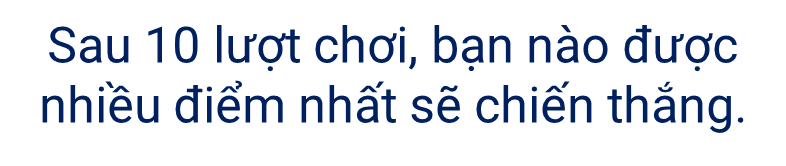 Sau 10 lượt chơi, bạn nào được
nhiều điểm nhất sẽ chiến thắng.